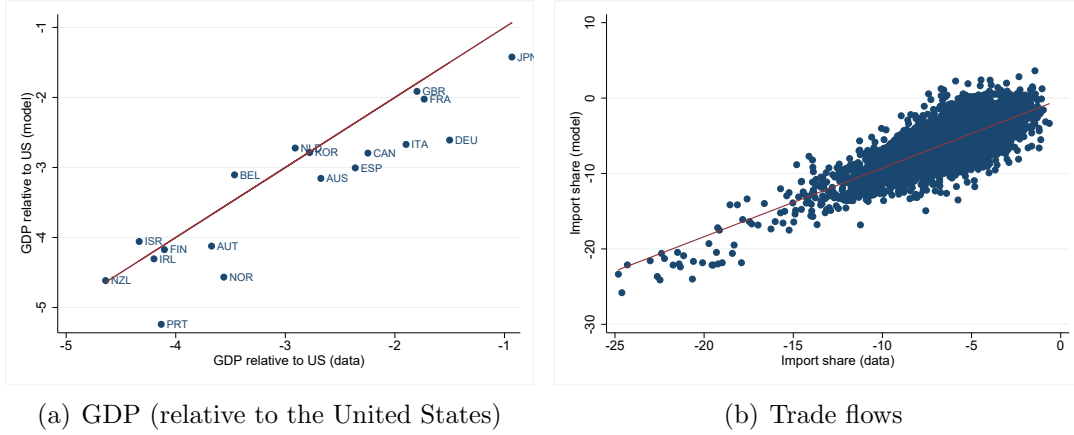 GDP relative to US (model)
-1
-2
-3
-4
-5
JPN
GBR
FRA
DEU
ITA
NLD
KOR
CAN
ESP
BEL
AUS
ISR
FIN
AUT
IRL
NOR
NZL
PRT
-5 -4 -3 -2 -1
GDP relative to US (data)
(a) GDP (relative to the United States)
Import share (model)
10
0
-10
-20
-30
-25 -20 -15 -10 -5 0
Import share (data)
(b) Trade flows